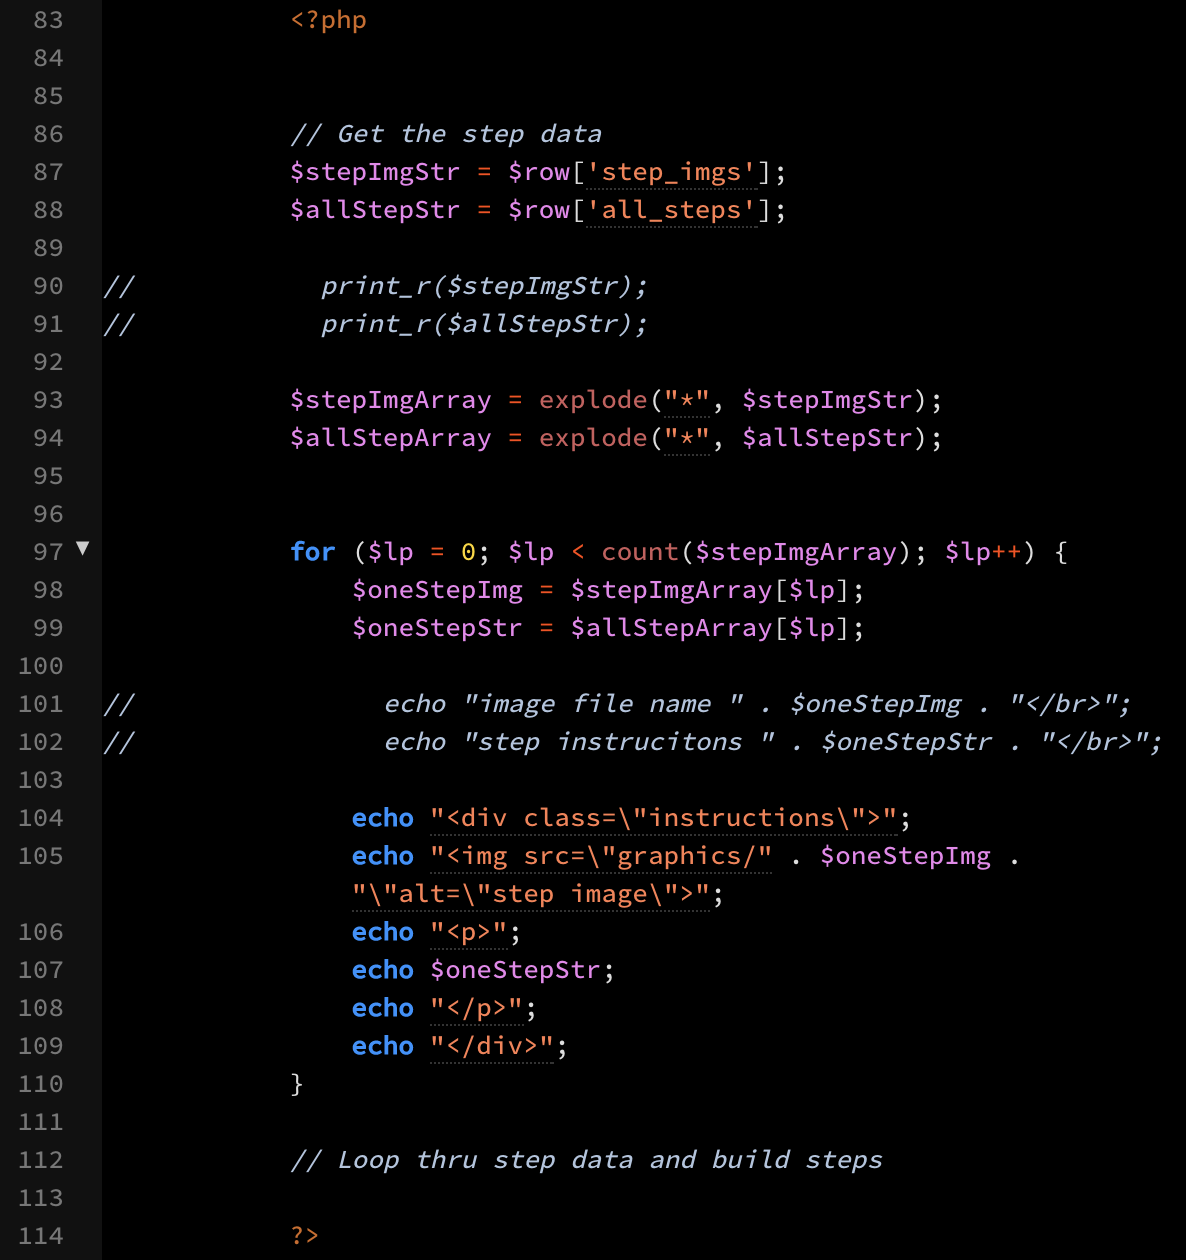 83 <?php
84
85
86 // Get the step data
87 $stepImgStr = $row['step_imgs'];
88 $allStepStr = $row['all_steps'];
89
90 // print_r($stepImgStr);
91 // print_r($allStepStr);
92
93 $stepImgArray = explode("*", $stepImgStr);
94 $allStepArray = explode("*", $allStepStr);
95
96
97 ▼ for ($lp = 0; $lp < count($stepImgArray); $lp++) {
98 $oneStepImg = $stepImgArray[$lp];
99 $oneStepStr = $allStepArray[$lp];
100
101 // echo "image file name " . $oneStepImg . "</br>";
102 // echo "step instrucitons " . $oneStepStr . "</br>";
103
104 echo "<div class=\"instructions\">";
105 echo "<img src=\"graphics/" . $oneStepImg .
"\"alt=\"step image\">";
106 echo "<p>";
107 echo $oneStepStr;
108 echo "</p>";
109 echo "</div>";
110 }
111
112 // Loop thru step data and build steps
113
114 ?>